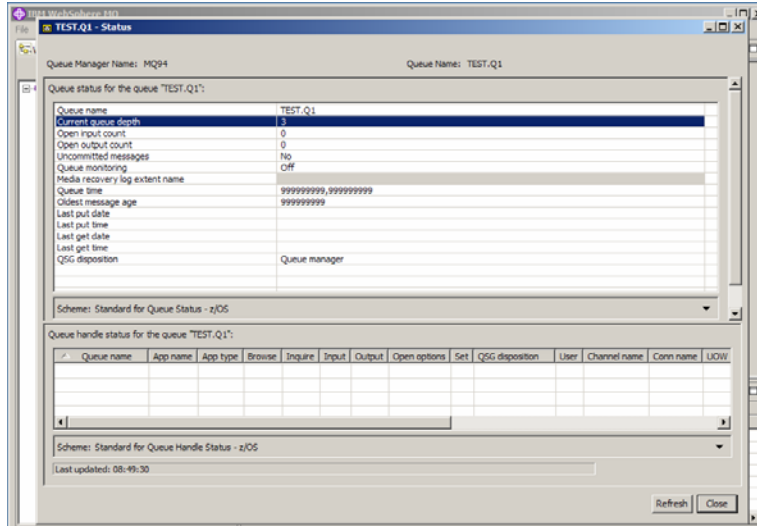 IBM WebSphere MQ
File
TEST.Q1 - Status
Queue Manager Name: MQ94 Queue Name: TEST.Q1
Queue status for the queue "TEST.Q1":
Queue name TEST.Q1
Current queue depth 3
Open input count 0
Open output count 0
Uncommitted messages No
Queue monitoring Off
Media recovery log extent name
Queue time 999999999,999999999
Oldest message age 999999999
Last put date
Last put time
Last get date
Last get time
QSG disposition Queue manager
Scheme: Standard for Queue Status - z/OS
Queue handle status for the queue "TEST.Q1":
Queue name App name App type Browse Inquire Input Output Open options Set QSG disposition User Channel name Conn name UOW
Scheme: Standard for Queue Handle Status - z/OS
Last updated: 08:49:30
Refresh Close